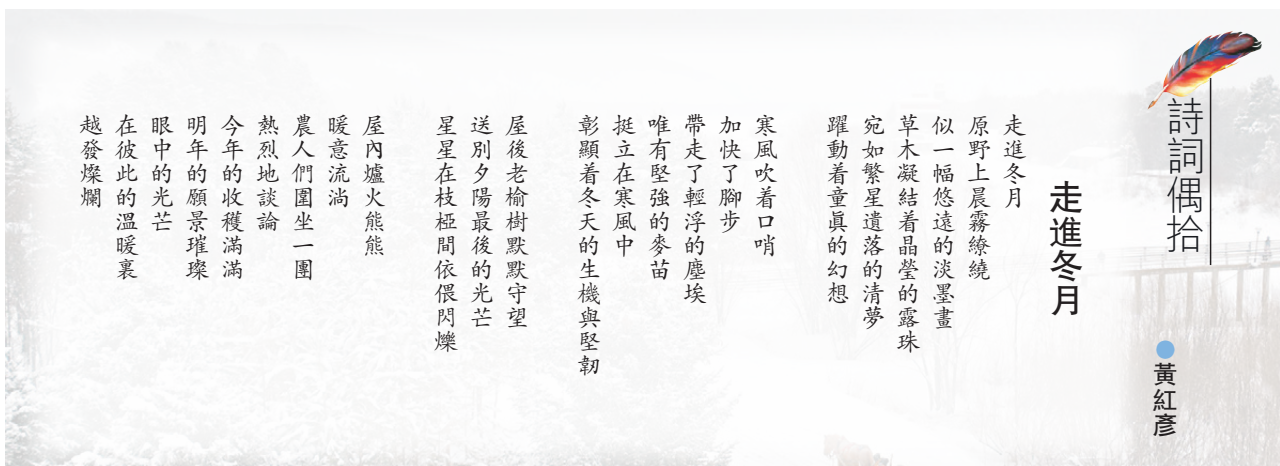 詩詞偶拾
●黃紅彥
走進冬月
走進冬月
原野上晨霧繚繞
似一幅悠遠的淡墨畫
草木凝結着晶瑩的露珠
宛如繁星遺落的清夢
躍動着童真的幻想
寒風吹着口哨
加快了腳步
帶走了輕浮的塵埃
唯有堅強的麥苗
挺立在寒風中
彰顯着冬天的生機與堅韌
屋後老榆樹默默守望
送別夕陽最後的光芒
星星在枝椏間依偎閃爍
屋內爐火熊熊
暖意流淌
農人們圍坐一團
熱烈地談論
今年的收穫滿滿
明年的願景璀璨
眼中的光芒
在彼此的溫暖裏
越發燦爛